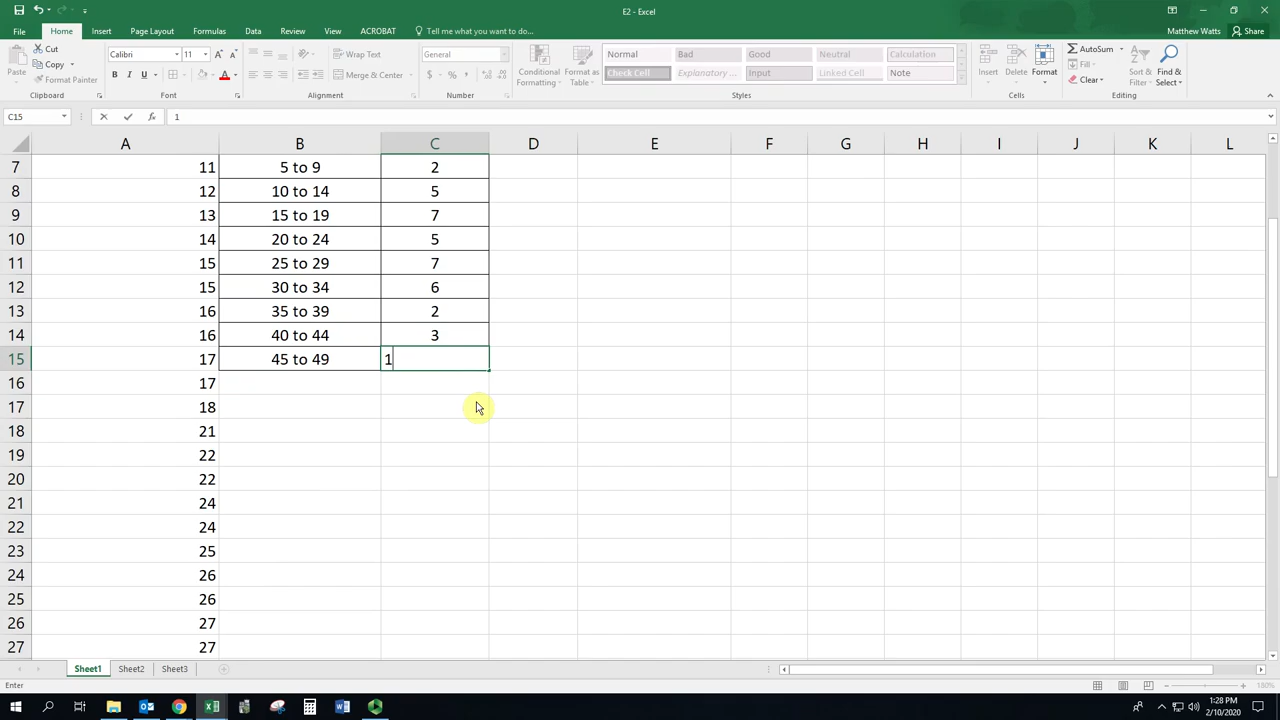 E2 - Excel
Matthew Watts
Share
File Home Insert Page Layout Formulas Data Review View ACROBAT Tell me what you want to do...
Paste
Cut
Copy
Format Painter
Clipboard
Calibri 11
B I U
Font
Wrap Text
Merge & Center
Alignment
General
$ % ,
Number
Conditional Formatting
Format as Table
Normal Bad Good Neutral Calculation
Check Cell Explanatory ... Input Linked Cell Note
Styles
Insert Delete Format
Cells
AutoSum
Fill
Clear
Sort & Filter
Find & Select
Editing
C15 fx 1
A B C D E F G H I J K L
7 11 5 to 9 2
8 12 10 to 14 5
9 13 15 to 19 7
10 14 20 to 24 5
11 15 25 to 29 7
12 15 30 to 34 6
13 16 35 to 39 2
14 16 40 to 44 3
15 17 45 to 49 1
16 17
17 18
18 21
19 22
20 22
21 24
22 24
23 25
24 26
25 26
26 27
27 27
Sheet1 Sheet2 Sheet3
Enter
180%
1:28 PM
2/10/2020